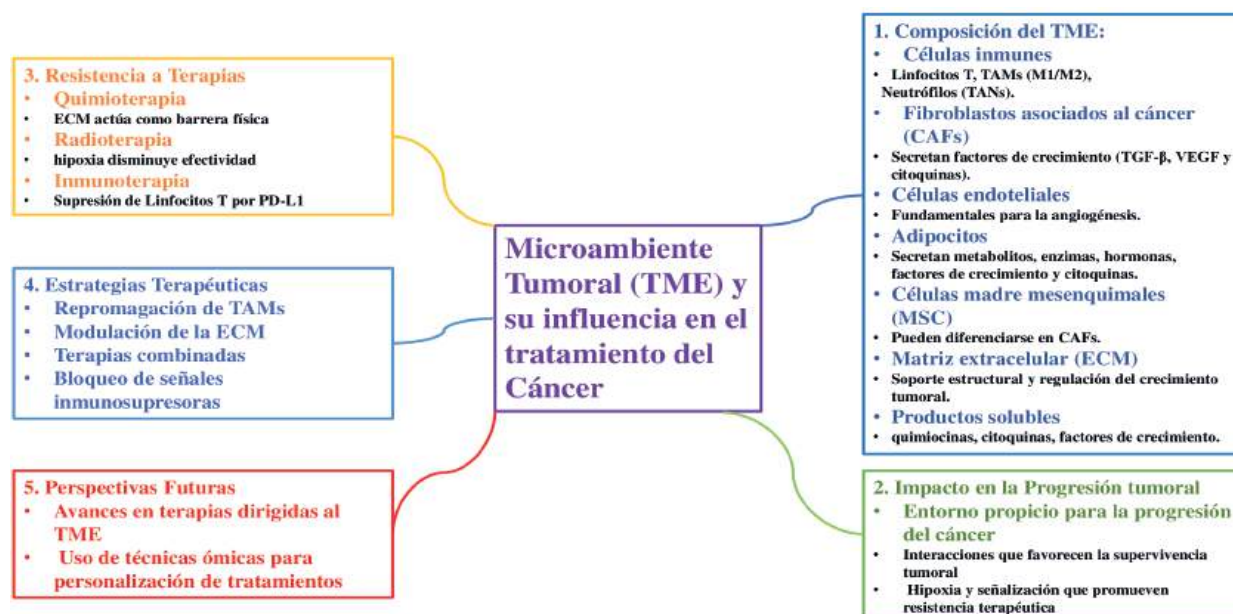 Microambiente
Tumoral (TME) y
su influencia en el
tratamiento del
Cáncer
1. Composición del TME:
• Células inmunes
• Linfocitos T, TAMs (M1/M2),
Neutrófilos (TANs).
• Fibroblastos asociados al cáncer
(CAFs)
• Secretan factores de crecimiento (TGF-β, VEGF y
citoquinas).
• Células endoteliales
• Fundamentales para la angiogénesis.
• Adipocitos
• Secretan metabolitos, enzimas, hormonas,
factores de crecimiento y citoquinas.
• Células madre mesenquimales
(MSC)
• Pueden diferenciarse en CAFs.
• Matriz extracelular (ECM)
• Soporte estructural y regulación del crecimiento
tumoral.
• Productos solubles
• quimiocinas, citoquinas, factores de crecimiento.
2. Impacto en la Progresión tumoral
• Entorno propicio para la progresión
del cáncer
• Interacciones que favorecen la supervivencia
tumoral
• Hipoxia y señalización que promueven
resistencia terapéutica
3. Resistencia a Terapias
• Quimioterapia
• ECM actúa como barrera física
• Radioterapia
• hipoxia disminuye efectividad
• Inmunoterapia
• Supresión de Linfocitos T por PD-L1
4. Estrategias Terapéuticas
• Repromagación de TAMs
• Modulación de la ECM
• Terapias combinadas
• Bloqueo de señales
inmunosupresoras
5. Perspectivas Futuras
• Avances en terapias dirigidas al
TME
• Uso de técnicas ómicas para
personalización de tratamientos